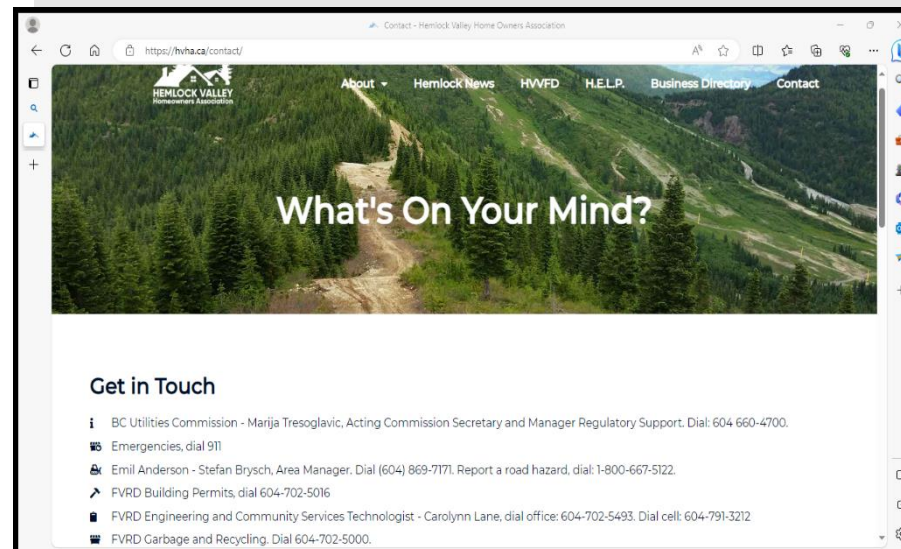 Contact - Hemlock Valley Home Owners Association
https://hvha.ca/contact/
HEMLOCK VALLEY
Homeowners Association
About Hemlock News HVVFD H.E.L.P. Business Directory Contact
What's On Your Mind?
Get in Touch
BC Utilities Commission - Marija Tresoglavic, Acting Commission Secretary and Manager Regulatory Support. Dial: 604 660-4700.
Emergencies, dial 911
Emil Anderson - Stefan Brysch, Area Manager. Dial (604) 869-7171. Report a road hazard, dial: 1-800-667-5122.
FVRD Building Permits, dial 604-702-5016
FVRD Engineering and Community Services Technologist - Carolynn Lane, dial office: 604-702-5493. Dial cell: 604-791-3212
FVRD Garbage and Recycling. Dial 604-702-5000.